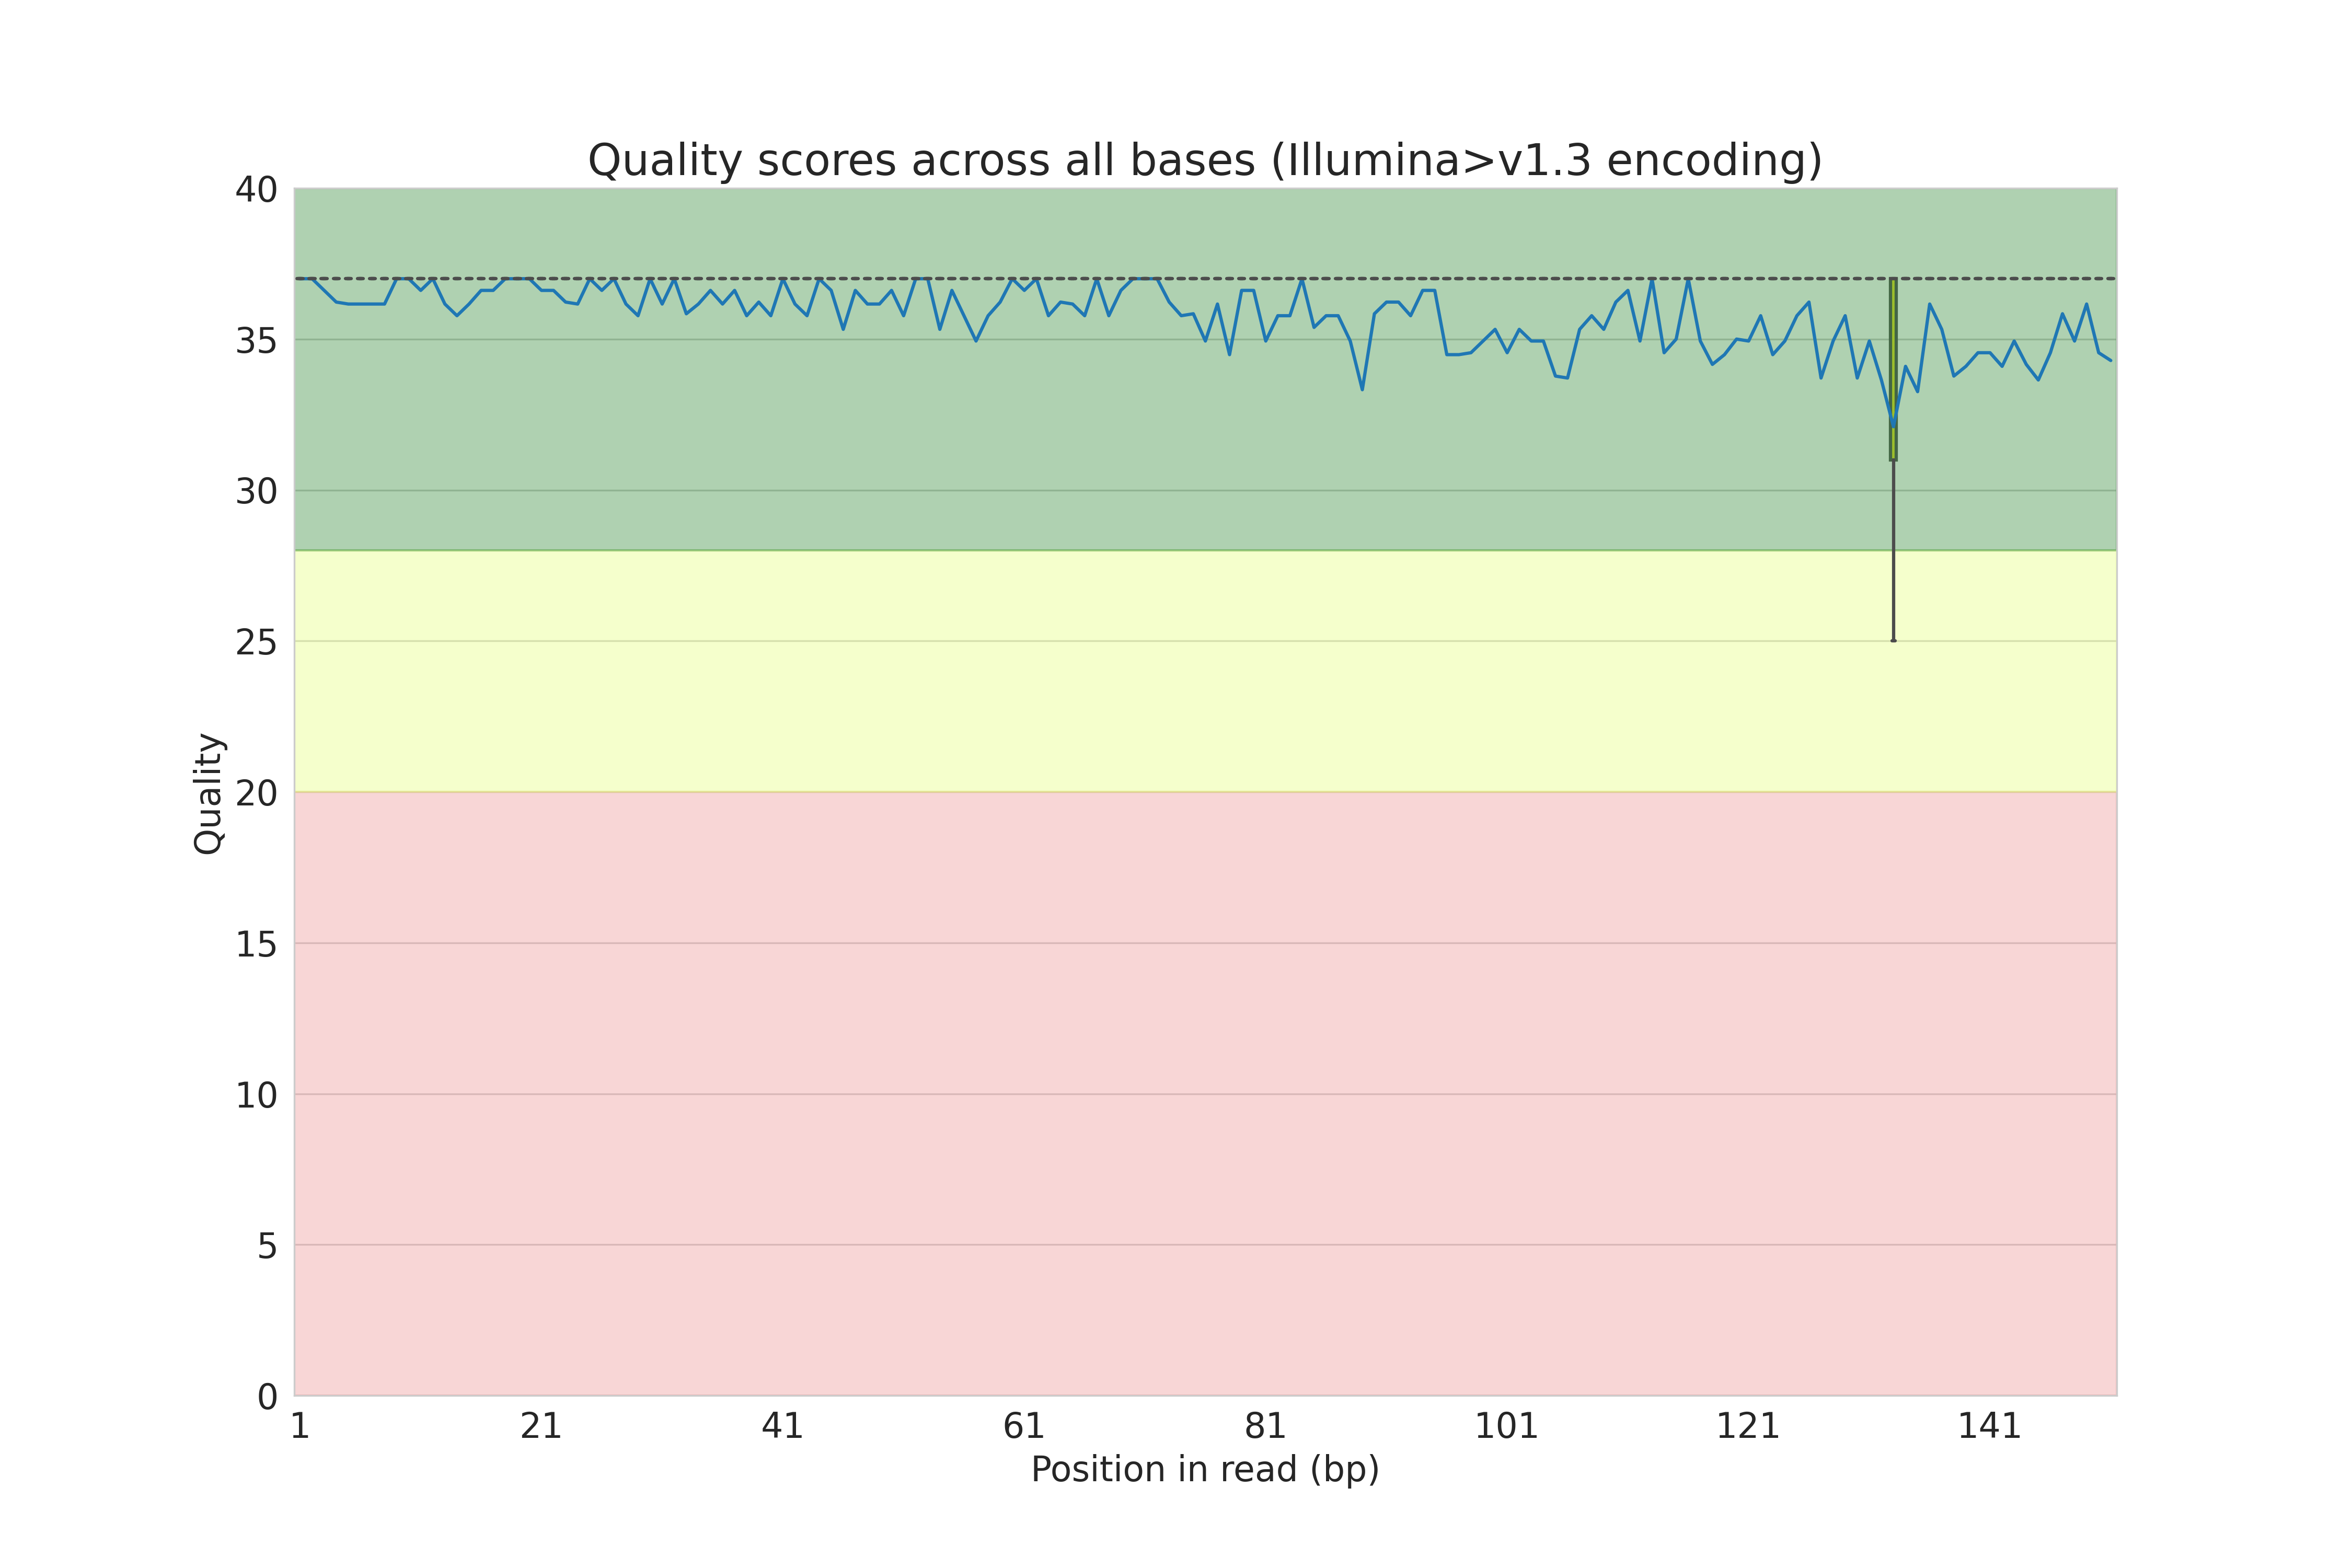 Quality scores across all bases (Illumina>v1.3 encoding)
40
35
30
25
20
15
10
5
0
Quality
1 21 41 61 81 101 121 141
Position in read (bp)